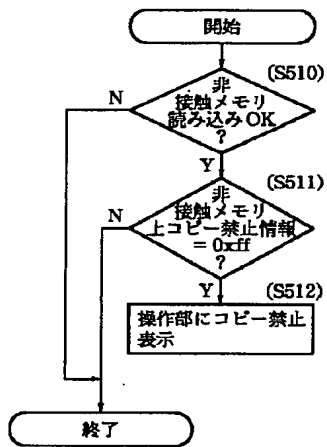 開始
(S510)
非
接触メモリ
読み込みOK
?
N
Y
(S511)
非
接触メモリ
上コピー禁止情報
= 0xff
?
N
Y
(S512)
操作部にコピー禁止
表示
終了